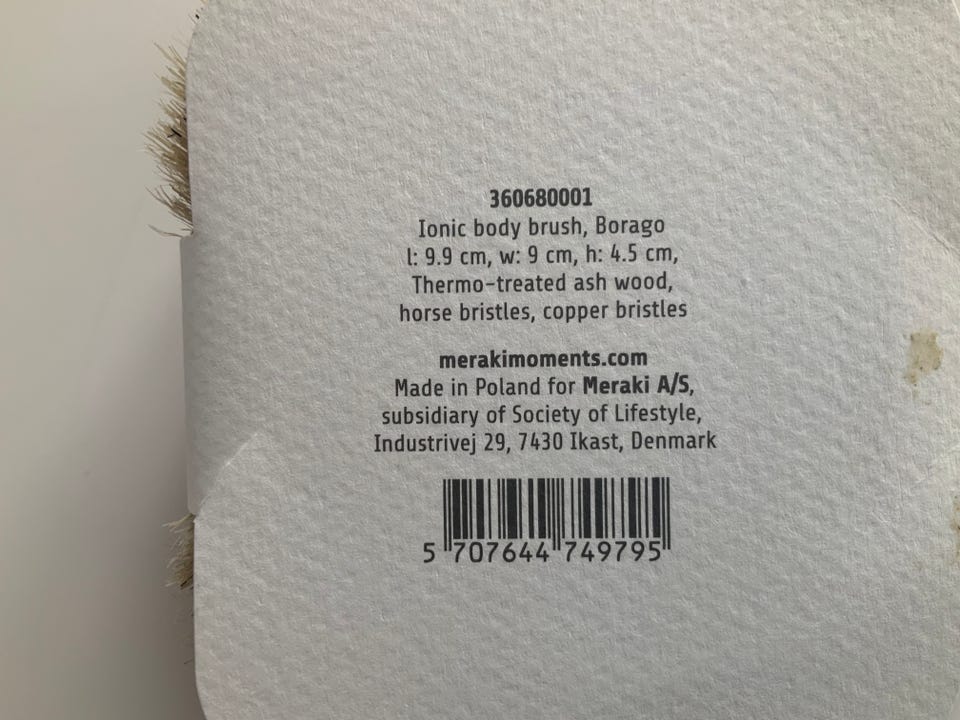 360680001
Ionic body brush, Borago
l: 9.9 cm, w: 9 cm, h: 4.5 cm,
Thermo-treated ash wood,
horse bristles, copper bristles
merakimoments.com
Made in Poland for Meraki A/S,
subsidiary of Society of Lifestyle,
Industrivej 29, 7430 Ikast, Denmark
5 707644 749795